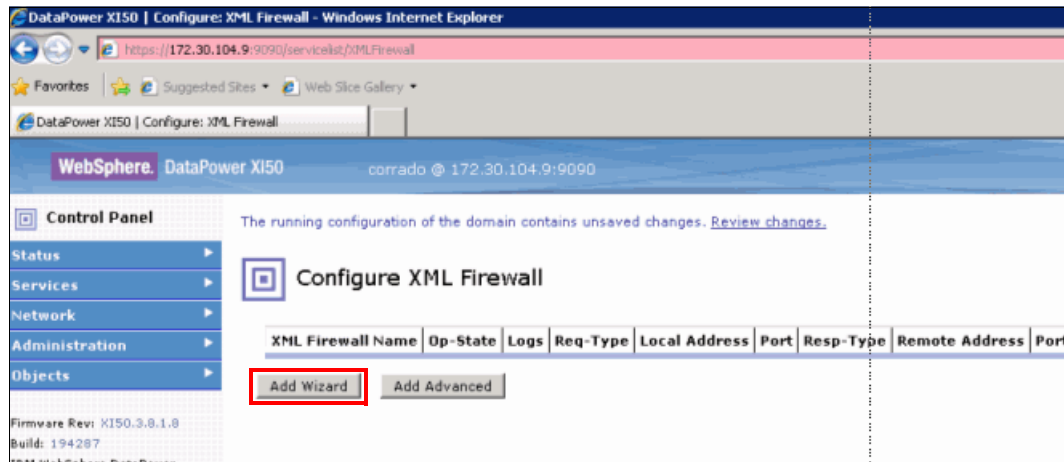 DataPower XI50 | Configure: XML Firewall - Windows Internet Explorer
https://172.30.104.9:9090/servicelist/XMLFirewall
Favorites Suggested Sites Web Slice Gallery
DataPower XI50 | Configure: XML Firewall
WebSphere. DataPower XI50 corrado @ 172.30.104.9:9090
Control Panel
The running configuration of the domain contains unsaved changes. Review changes.
Status
Services
Network
Administration
Objects
Configure XML Firewall
XML Firewall Name Op-State Logs Req-Type Local Address Port Resp-Type Remote Address Port
Add Wizard Add Advanced
Firmware Rev: XI50.3.8.1.8
Build: 194287
IBM WebSphere DataPower